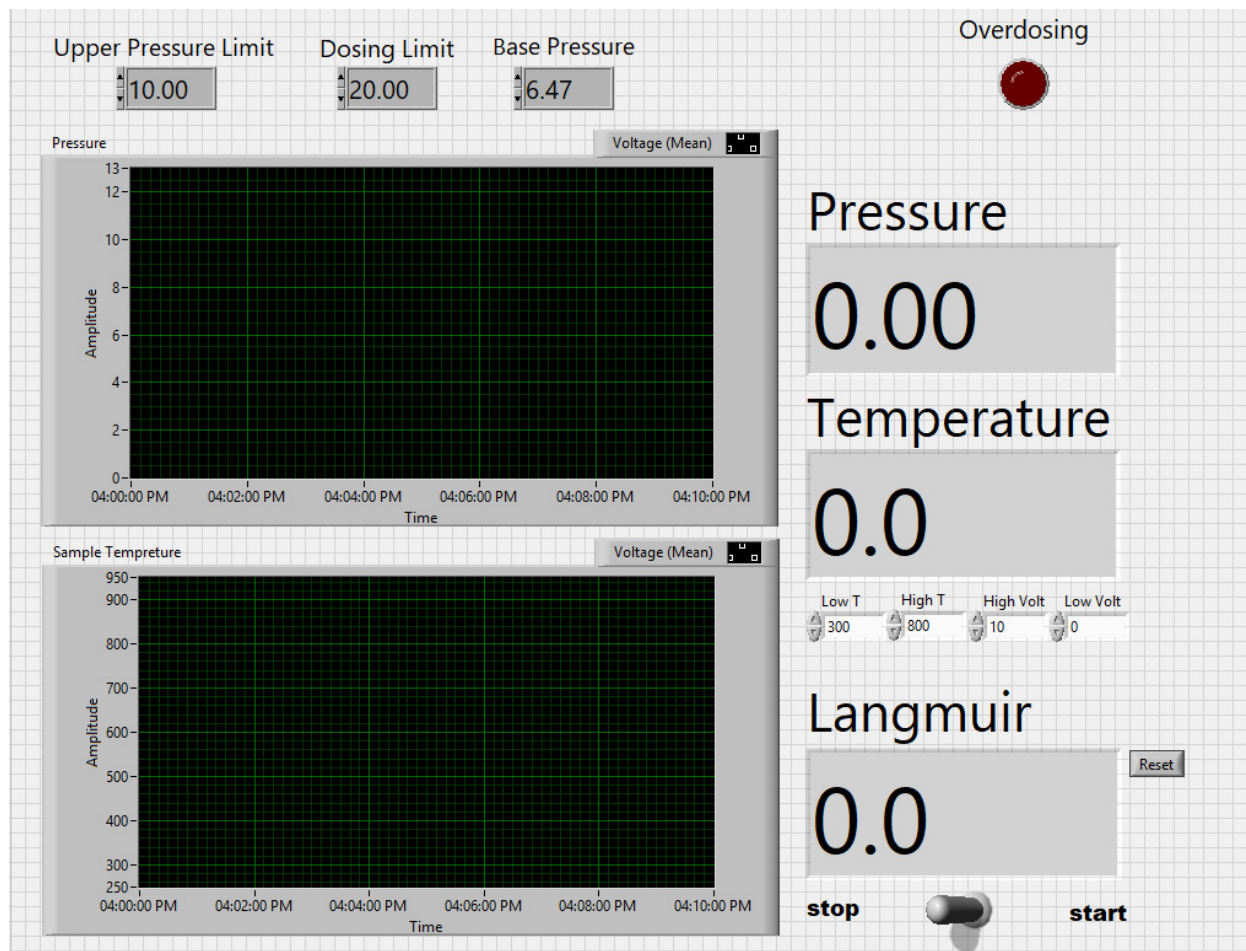 Upper Pressure Limit
Dosing Limit
Base Pressure
Overdosing
10.00
20.00
6.47
Pressure
Voltage (Mean)
13
12
10
8
6
4
2
0
Amplitude
04:00:00 PM 04:02:00 PM 04:04:00 PM 04:06:00 PM 04:08:00 PM 04:10:00 PM
Time
Pressure
0.00
Temperature
0.0
Low T High T High Volt Low Volt
300 800 10 0
Sample Tempreture
Voltage (Mean)
950
900
800
700
600
500
400
300
250
Amplitude
04:00:00 PM 04:02:00 PM 04:04:00 PM 04:06:00 PM 04:08:00 PM 04:10:00 PM
Time
Langmuir
0.0
Reset
stop
start